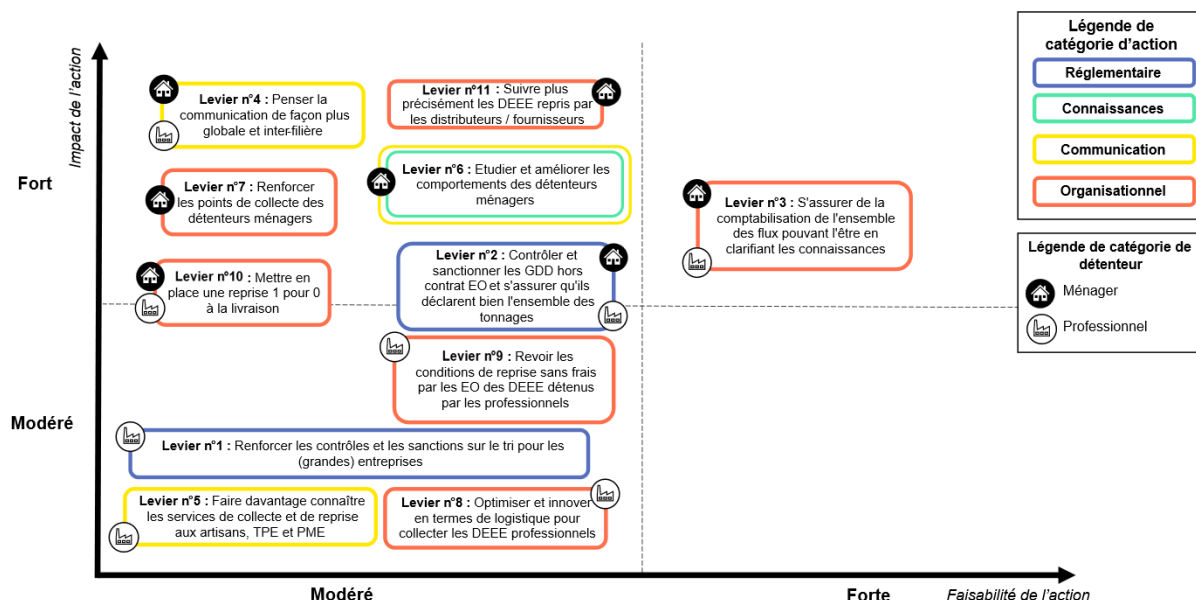 Impact de l'action
Fort
Modéré
Levier n°4 : Penser la
communication de façon plus
globale et inter-filière
Levier n°11 : Suivre plus
précisément les DEEE repris par
les distributeurs / fournisseurs
Levier n°7 : Renforcer
les points de collecte des
détenteurs ménagers
Levier n°6 : Etudier et améliorer les
comportements des détenteurs
ménagers
Levier n°3 : S'assurer de la
comptabilisation de l'ensemble
des flux pouvant l'être en
clarifiant les connaissances
Levier n°10 : Mettre en
place une reprise 1 pour 0
à la livraison
Levier n°2 : Contrôler et
sanctionner les GDD hors
contrat EO et s'assurer qu'ils
déclarent bien l'ensemble des
tonnages
Levier n°9 : Revoir les
conditions de reprise sans frais
par les EO des DEEE détenus
par les professionnels
Levier n°1 : Renforcer les contrôles et les sanctions sur le tri pour les
(grandes) entreprises
Levier n°5 : Faire davantage connaître
les services de collecte et de reprise
aux artisans, TPE et PME
Levier n°8 : Optimiser et innover
en termes de logistique pour
collecter les DEEE professionnels
Modéré
Forte
Faisabilité de l'action
Légende de
catégorie d'action
Réglementaire
Connaissances
Communication
Organisationnel
Légende de catégorie de
détenteur
Ménager
Professionnel